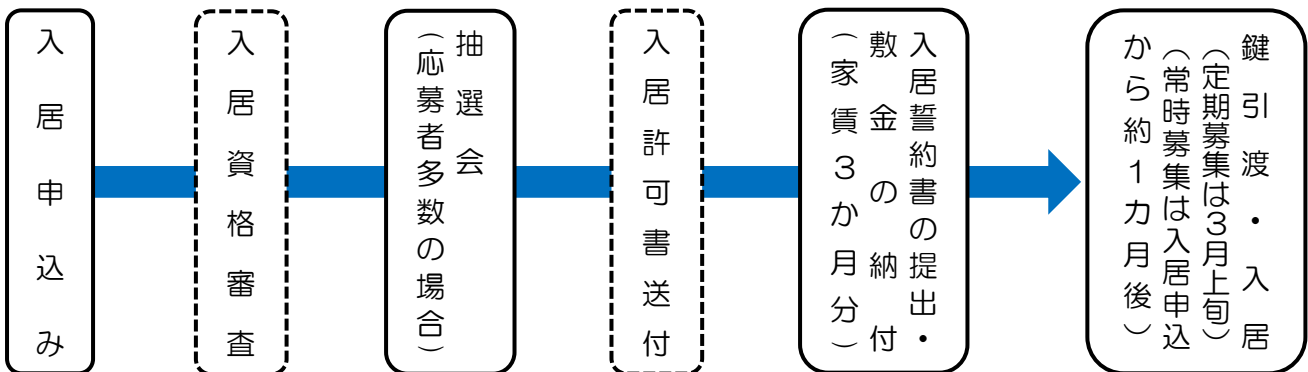 入居申込み
入居資格審査
抽選会
（応募者多数の場合）
入居許可書送付
入居誓約書の提出・
敷金の納付
（家賃３か月分）
鍵引渡・入居
（定期募集は３月上旬）
（常時募集は入居申込
から約１カ月後）